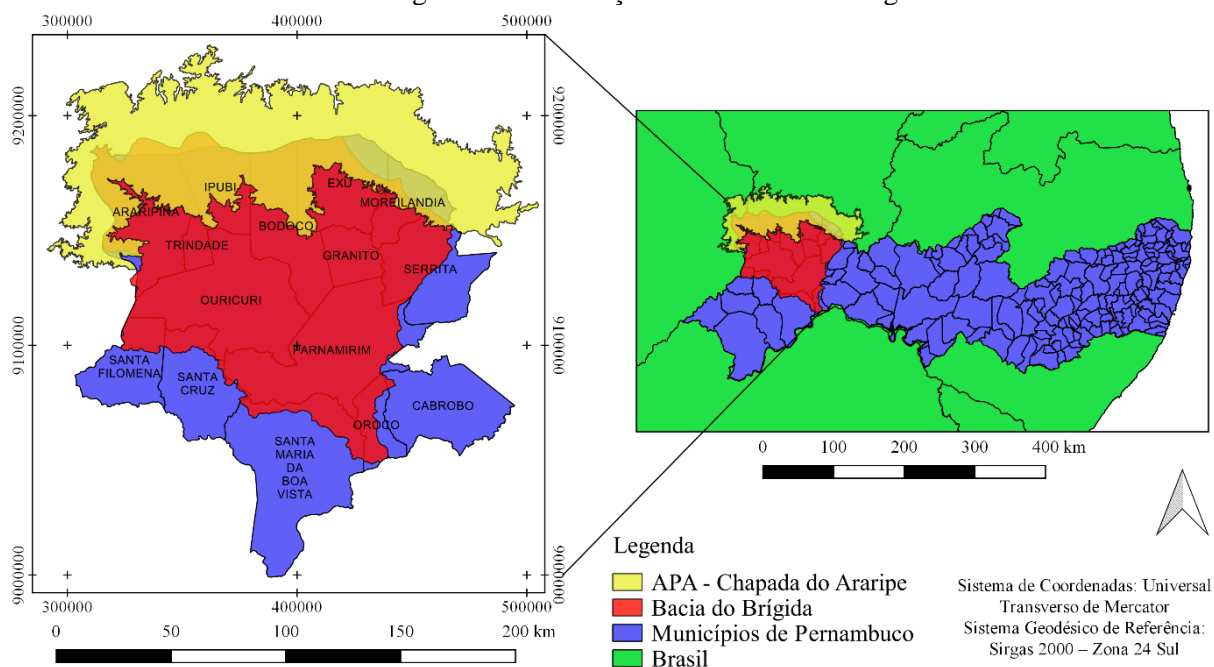 300000 400000 500000
9200000 9200000
IPUBI
EXU
ARARIPINA
MOREILANDIA
BODOCO
TRINDADE
GRANITO
SERRITA
OURICURI
9100000 9100000
PARNAMIRIM
SANTA
FILOMENA
SANTA
CRUZ
CABROBO
OROCO
SANTA
MARIA
DA
BOA
VISTA
9000000 9000000
300000 400000 500000
0 50 100 150 200 km
0 100 200 300 400 km
Legenda
APA - Chapada do Araripe
Bacia do Brígida
Municípios de Pernambuco
Brasil
Sistema de Coordenadas: Universal
Transverso de Mercator
Sistema Geodésico de Referência:
Sirgas 2000 – Zona 24 Sul